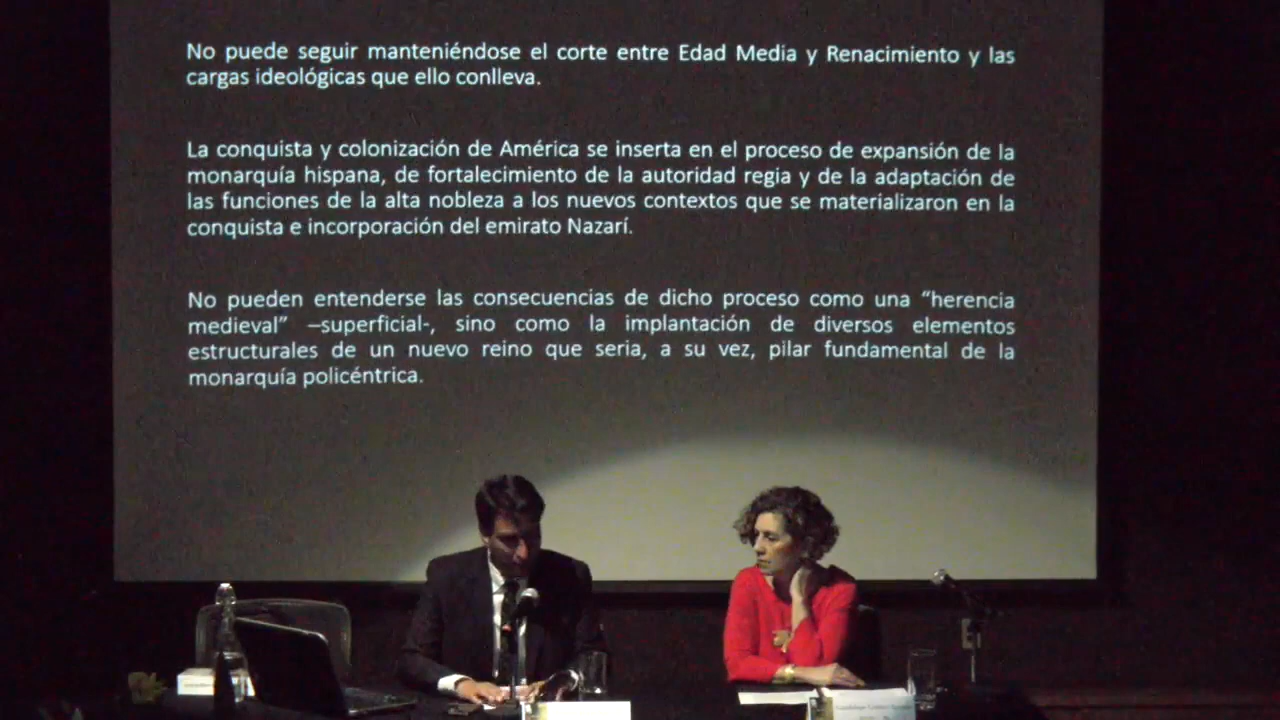 No puede seguir manteniéndose el corte entre Edad Media y Renacimiento y las
cargas ideológicas que ello conlleva.
La conquista y colonización de América se inserta en el proceso de expansión de la
monarquía hispana, de fortalecimiento de la autoridad regia y de la adaptación de
las funciones de la alta nobleza a los nuevos contextos que se materializaron en la
conquista e incorporación del emirato Nazarí.
No pueden entenderse las consecuencias de dicho proceso como una “herencia
medieval” –superficial-, sino como la implantación de diversos elementos
estructurales de un nuevo reino que seria, a su vez, pilar fundamental de la
monarquía policéntrica.